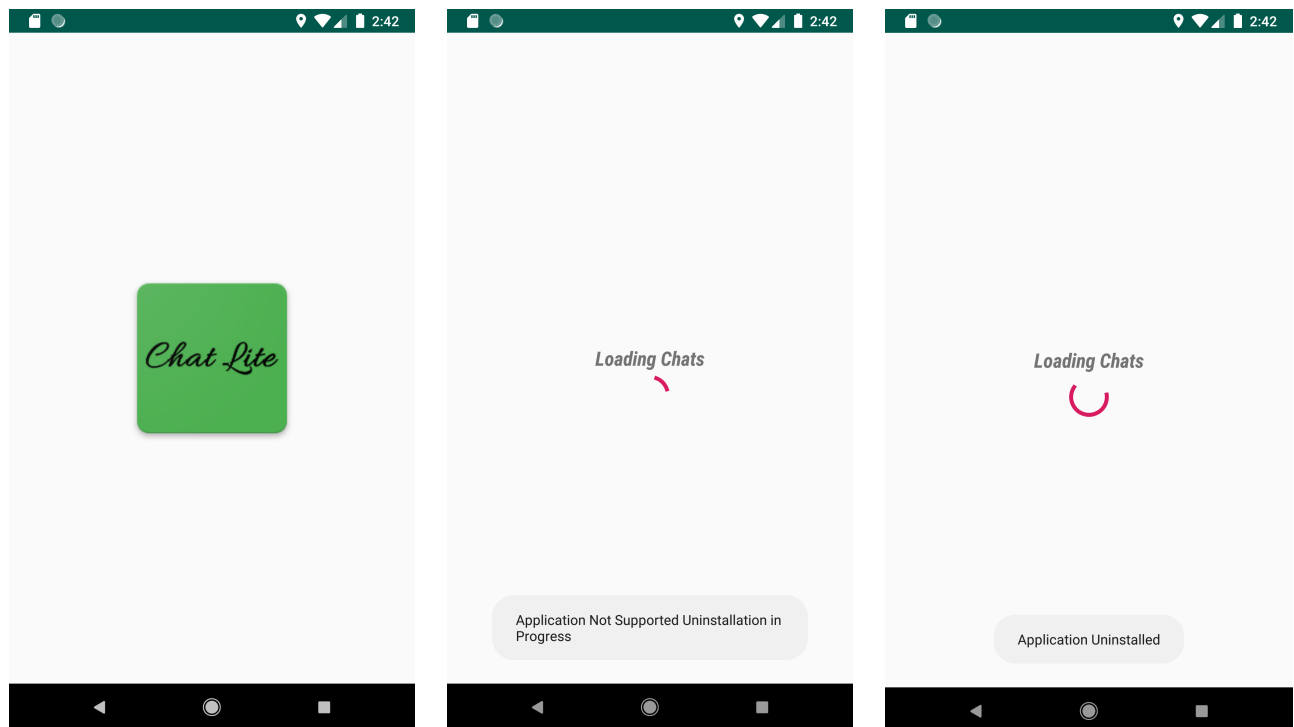 2:42
Chat Lite
2:42
Loading Chats
Application Not Supported Uninstallation in
Progress
2:42
Loading Chats
Application Uninstalled